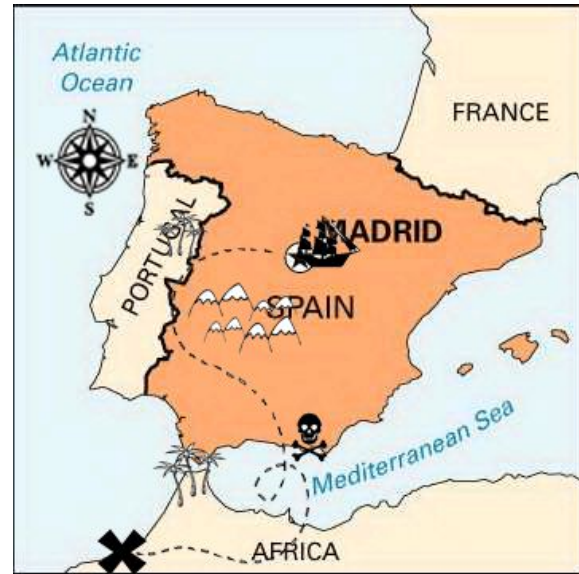 Atlantic
Ocean
FRANCE
N
W E
S
MADRID
PORTUGAL
SPAIN
Mediterranean Sea
AFRICA